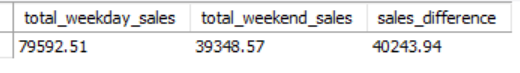 total_weekday_sales total_weekend_sales sales_difference
79592.51 39348.57 40243.94